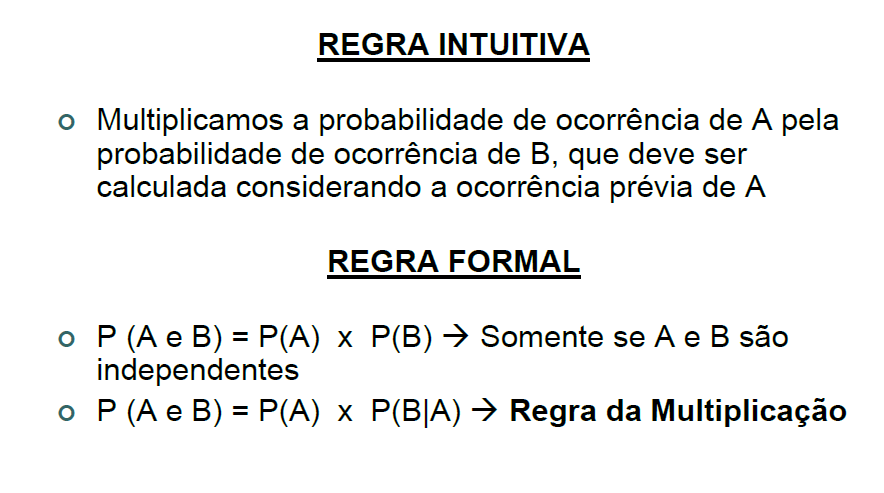 REGRA INTUITIVA
o Multiplicamos a probabilidade de ocorrência de A pela
probabilidade de ocorrência de B, que deve ser
calculada considerando a ocorrência prévia de A
REGRA FORMAL
o P (A e B) = P(A) x P(B) → Somente se A e B são
independentes
o P (A e B) = P(A) x P(B|A) → Regra da Multiplicação